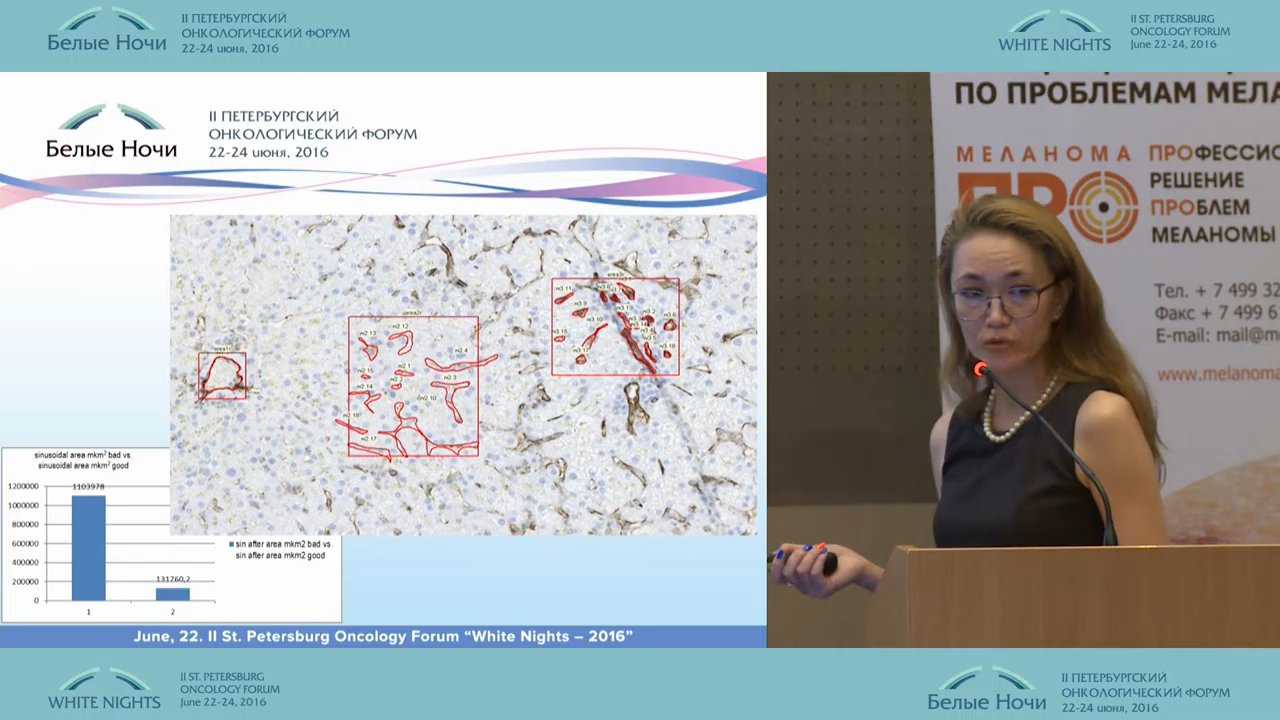 II ПЕТЕРБУРГСКИЙ
ОНКОЛОГИЧЕСКИЙ ФОРУМ
22-24 июня, 2016
Белые Ночи
II ST. PETERSBURG
ONCOLOGY FORUM
June 22-24, 2016
WHITE NIGHTS
II ПЕТЕРБУРГСКИЙ
ОНКОЛОГИЧЕСКИЙ ФОРУМ
22-24 июня, 2016
Белые Ночи
sinusoidal area mkm² bad vs.
sinusoidal area mkm² good
1200000
1000000
800000
600000
400000
200000
0
1103978
131760,2
1
2
sin after area mkm2 bad vs.
sin after area mkm2 good
June, 22. II St. Petersburg Oncology Forum “White Nights – 2016”
ПО ПРОБЛЕМАМ МЕЛА
МЕЛАНОМА
ПРО
ПРОФЕССИО
РЕШЕНИЕ
ПРОБЛЕМ
МЕЛАНОМЫ
Тел. + 7 499 32
Факс + 7 499 6
E-mail: mail@m
www.melanoma
WHITE NIGHTS
II ST. PETERSBURG
ONCOLOGY FORUM
June 22-24, 2016
Белые Ночи
II ПЕТЕРБУРГСКИЙ
ОНКОЛОГИЧЕСКИЙ ФОРУМ
22-24 июня, 2016